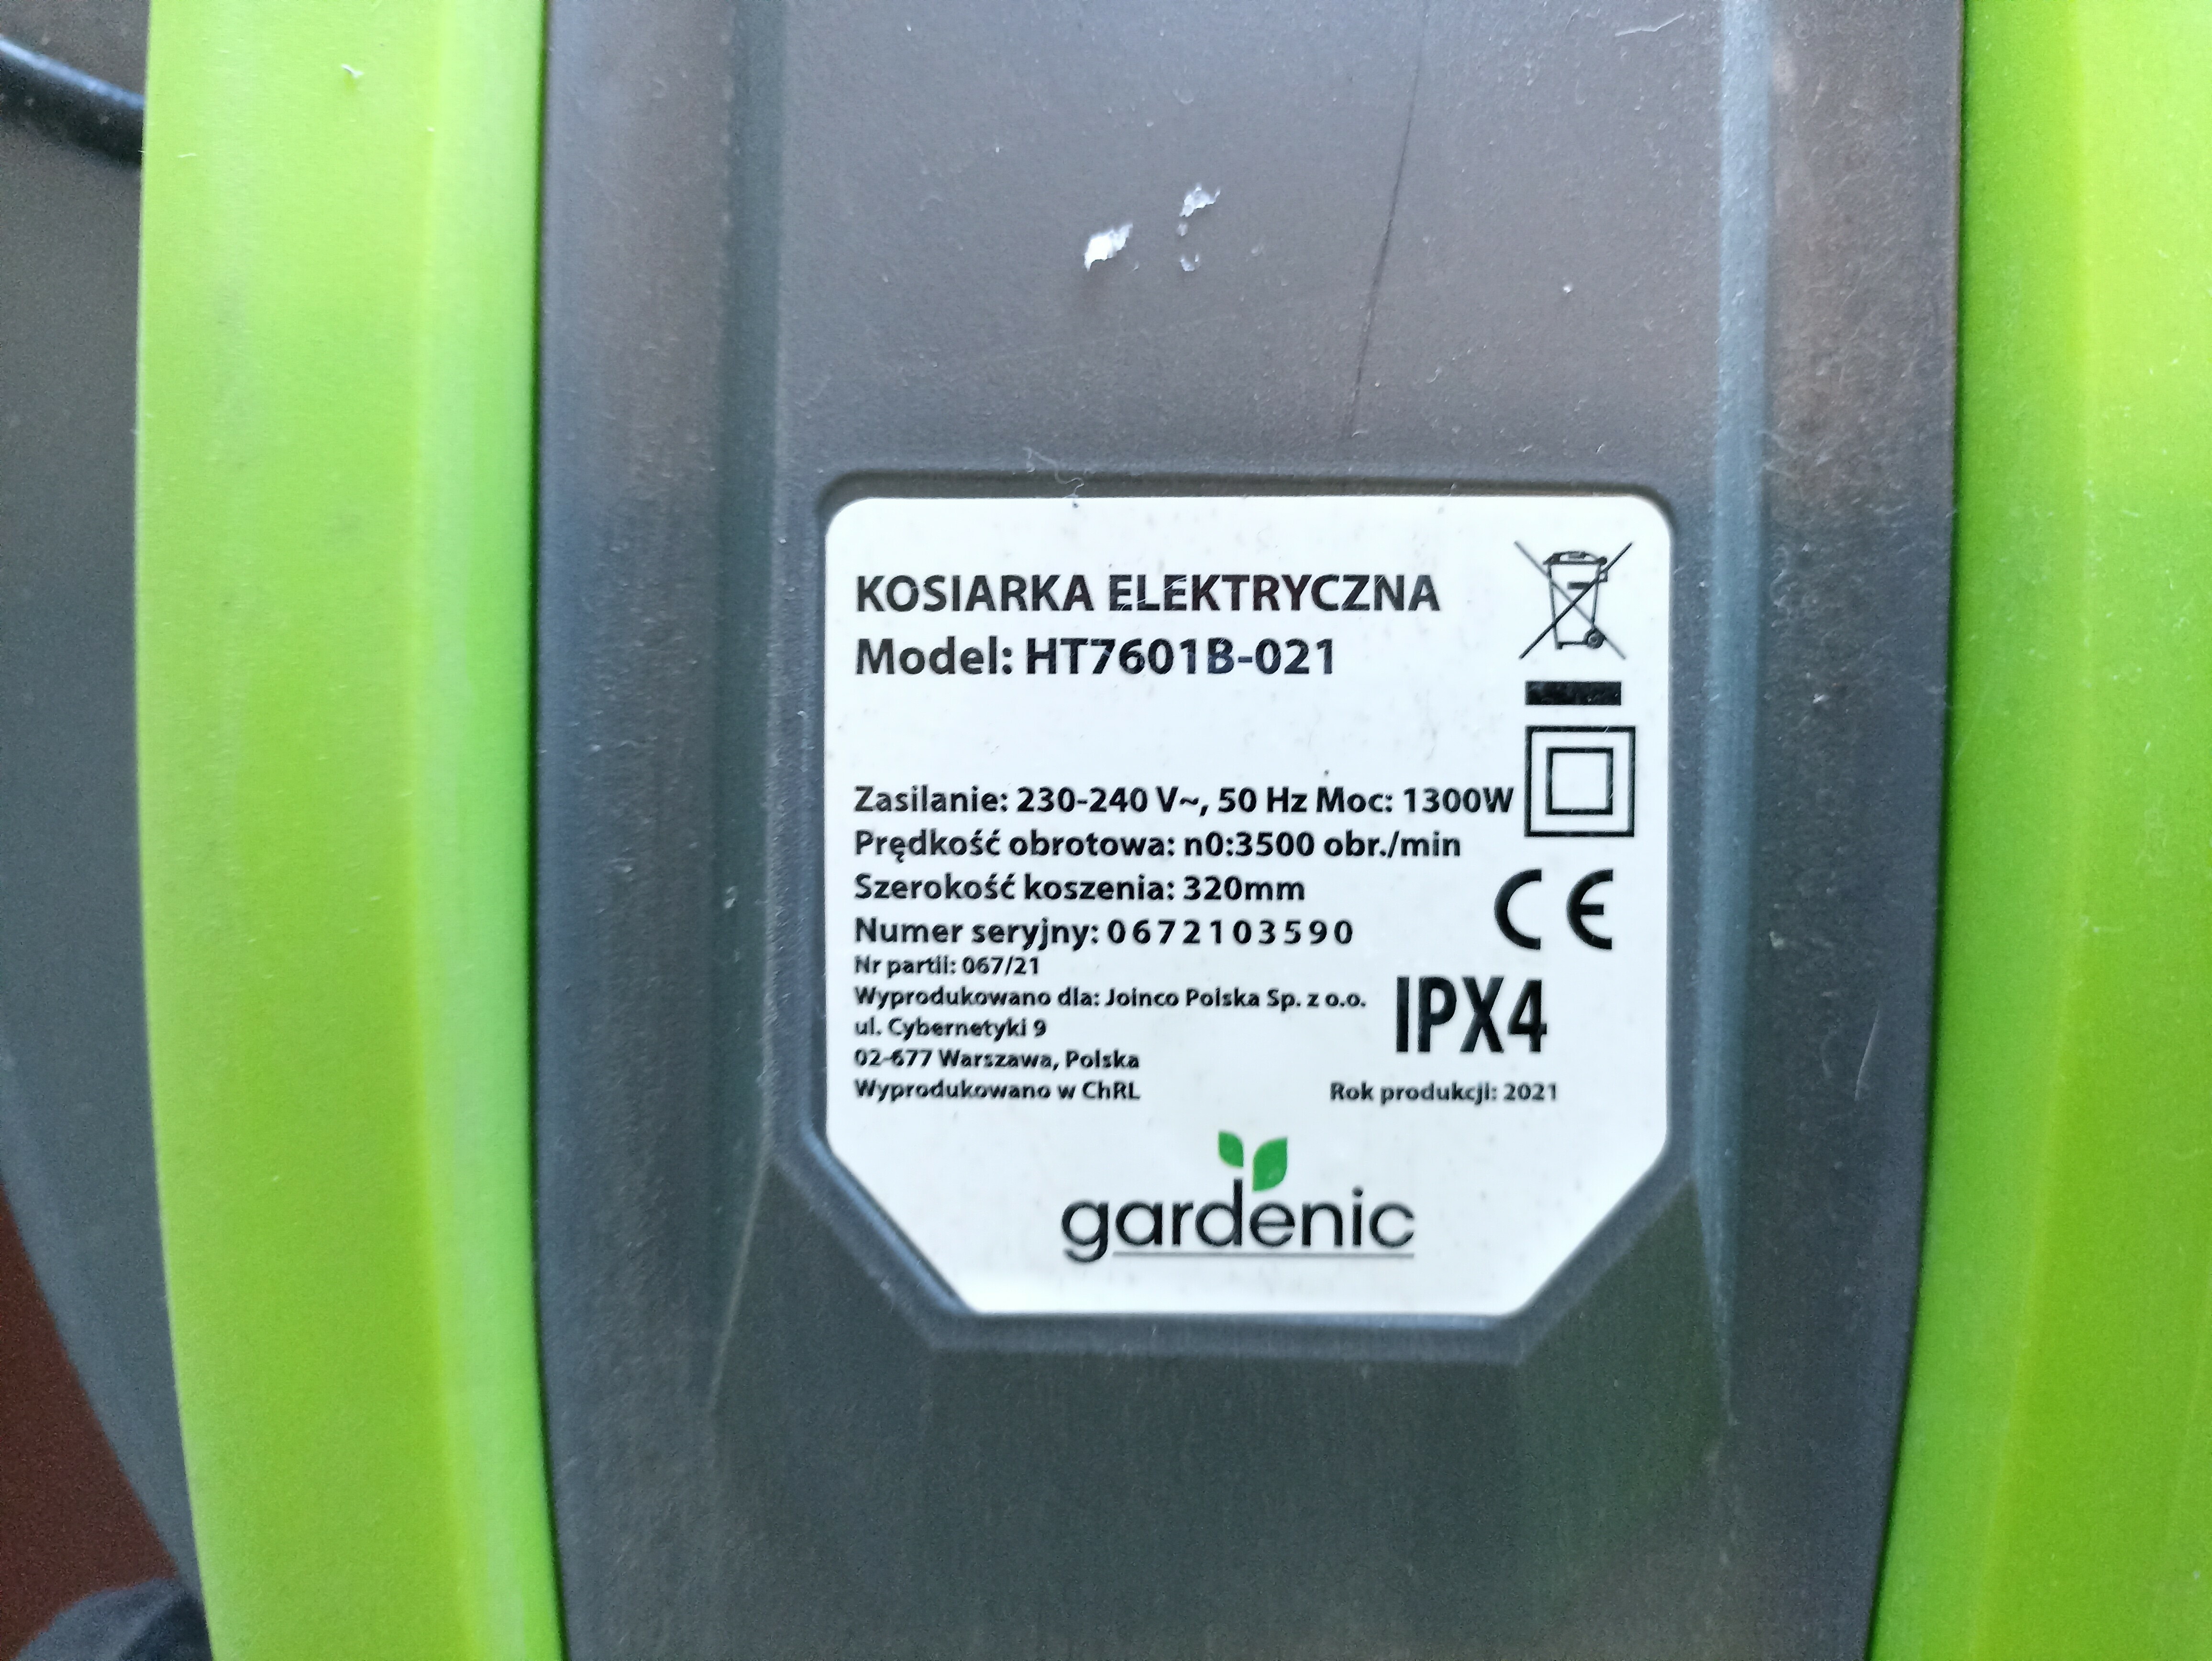 KOSIARKA ELEKTRYCZNA
Model: HT7601B-021
Zasilanie: 230-240 V~, 50 Hz Moc: 1300W
Prędkość obrotowa: n0:3500 obr./min
Szerokość koszenia: 320mm
Numer seryjny: 0672103590
Nr partii: 067/21
Wyprodukowano dla: Joinco Polska Sp. z o.o.
ul. Cybernetyki 9
02-677 Warszawa, Polska
Wyprodukowano w ChRL
CE
IPX4
Rok produkcji: 2021
gardenic